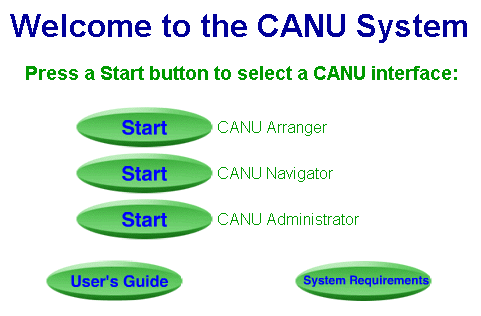 Welcome to the CANU System
Press a Start button to select a CANU interface:
Start CANU Arranger
Start CANU Navigator
Start CANU Administrator
User's Guide System Requirements